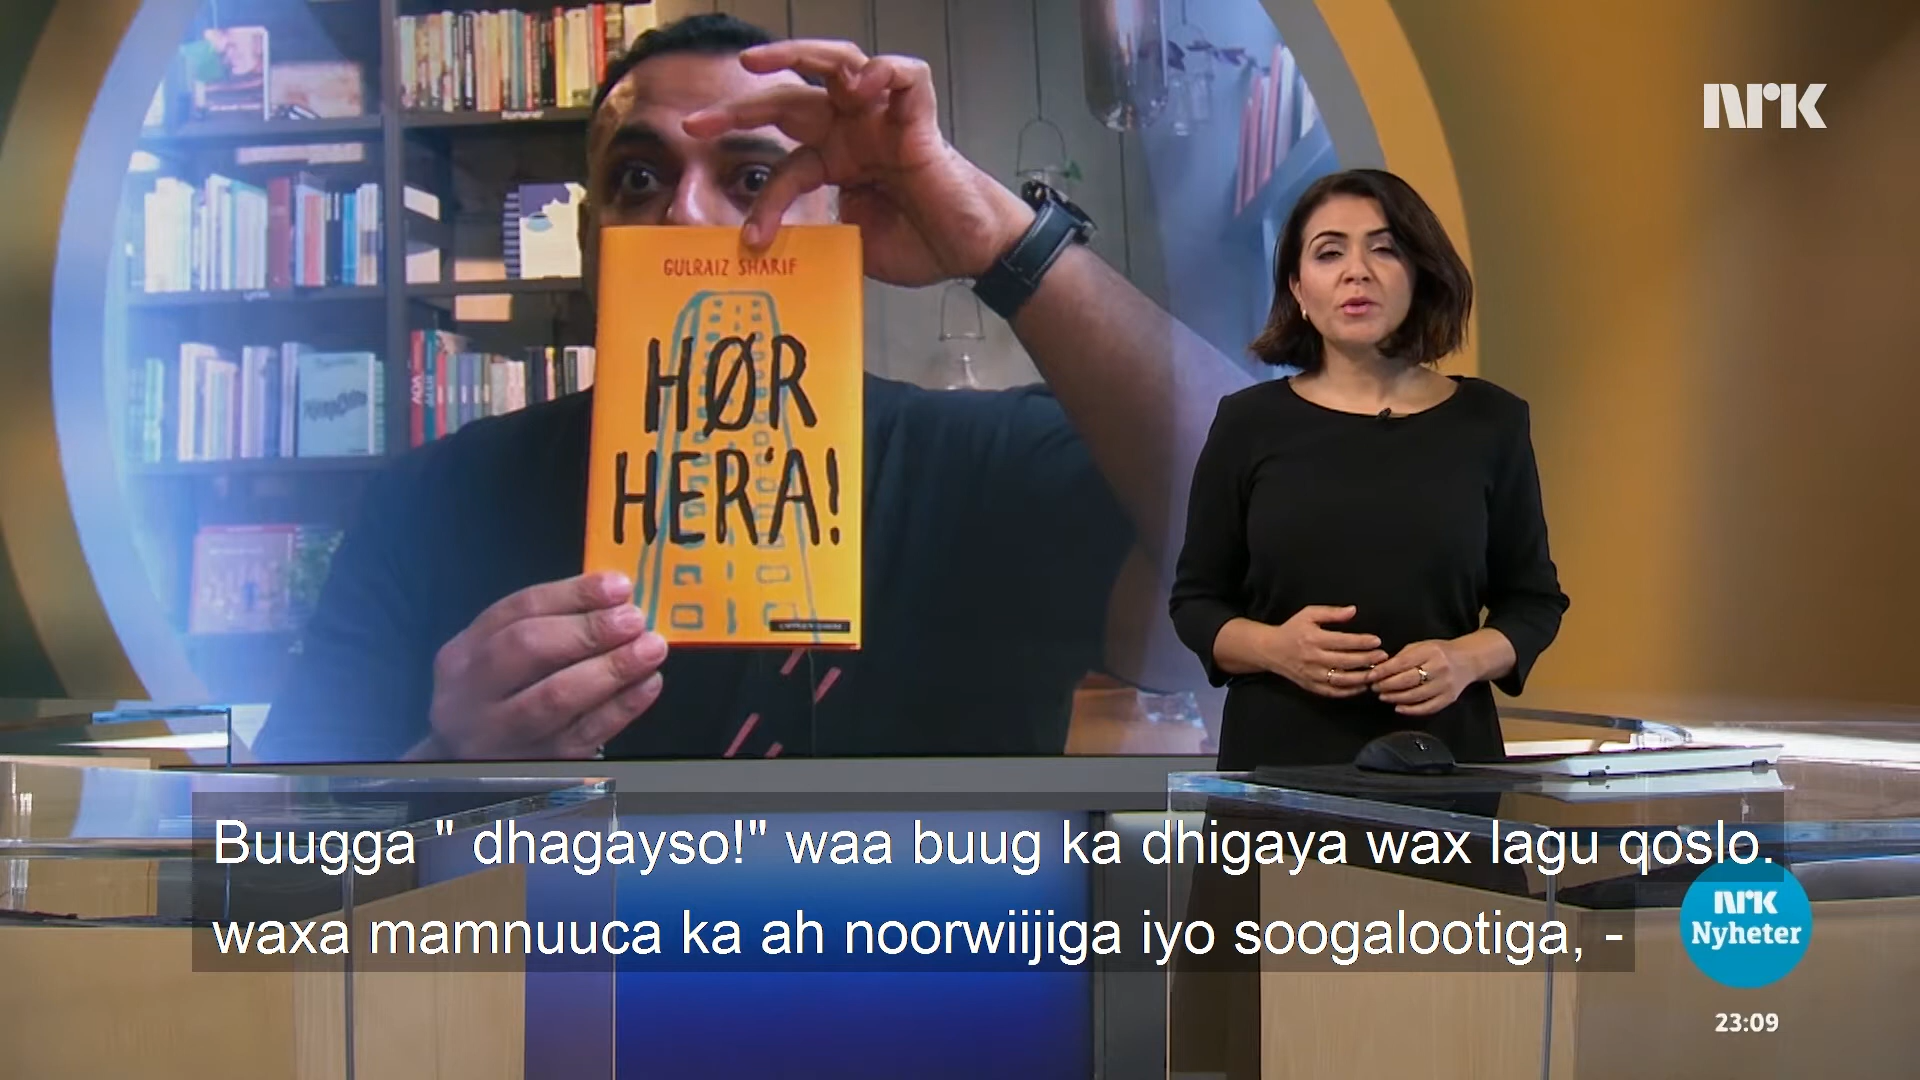 NRK
GULRAIZ SHARIF
HØR
HER'A!
Buugga " dhagayso!" waa buug ka dhigaya wax lagu qoslo.
waxa mamnuuca ka ah noorwiijiga iyo soogalootiga, -
NRK
Nyheter
23:09